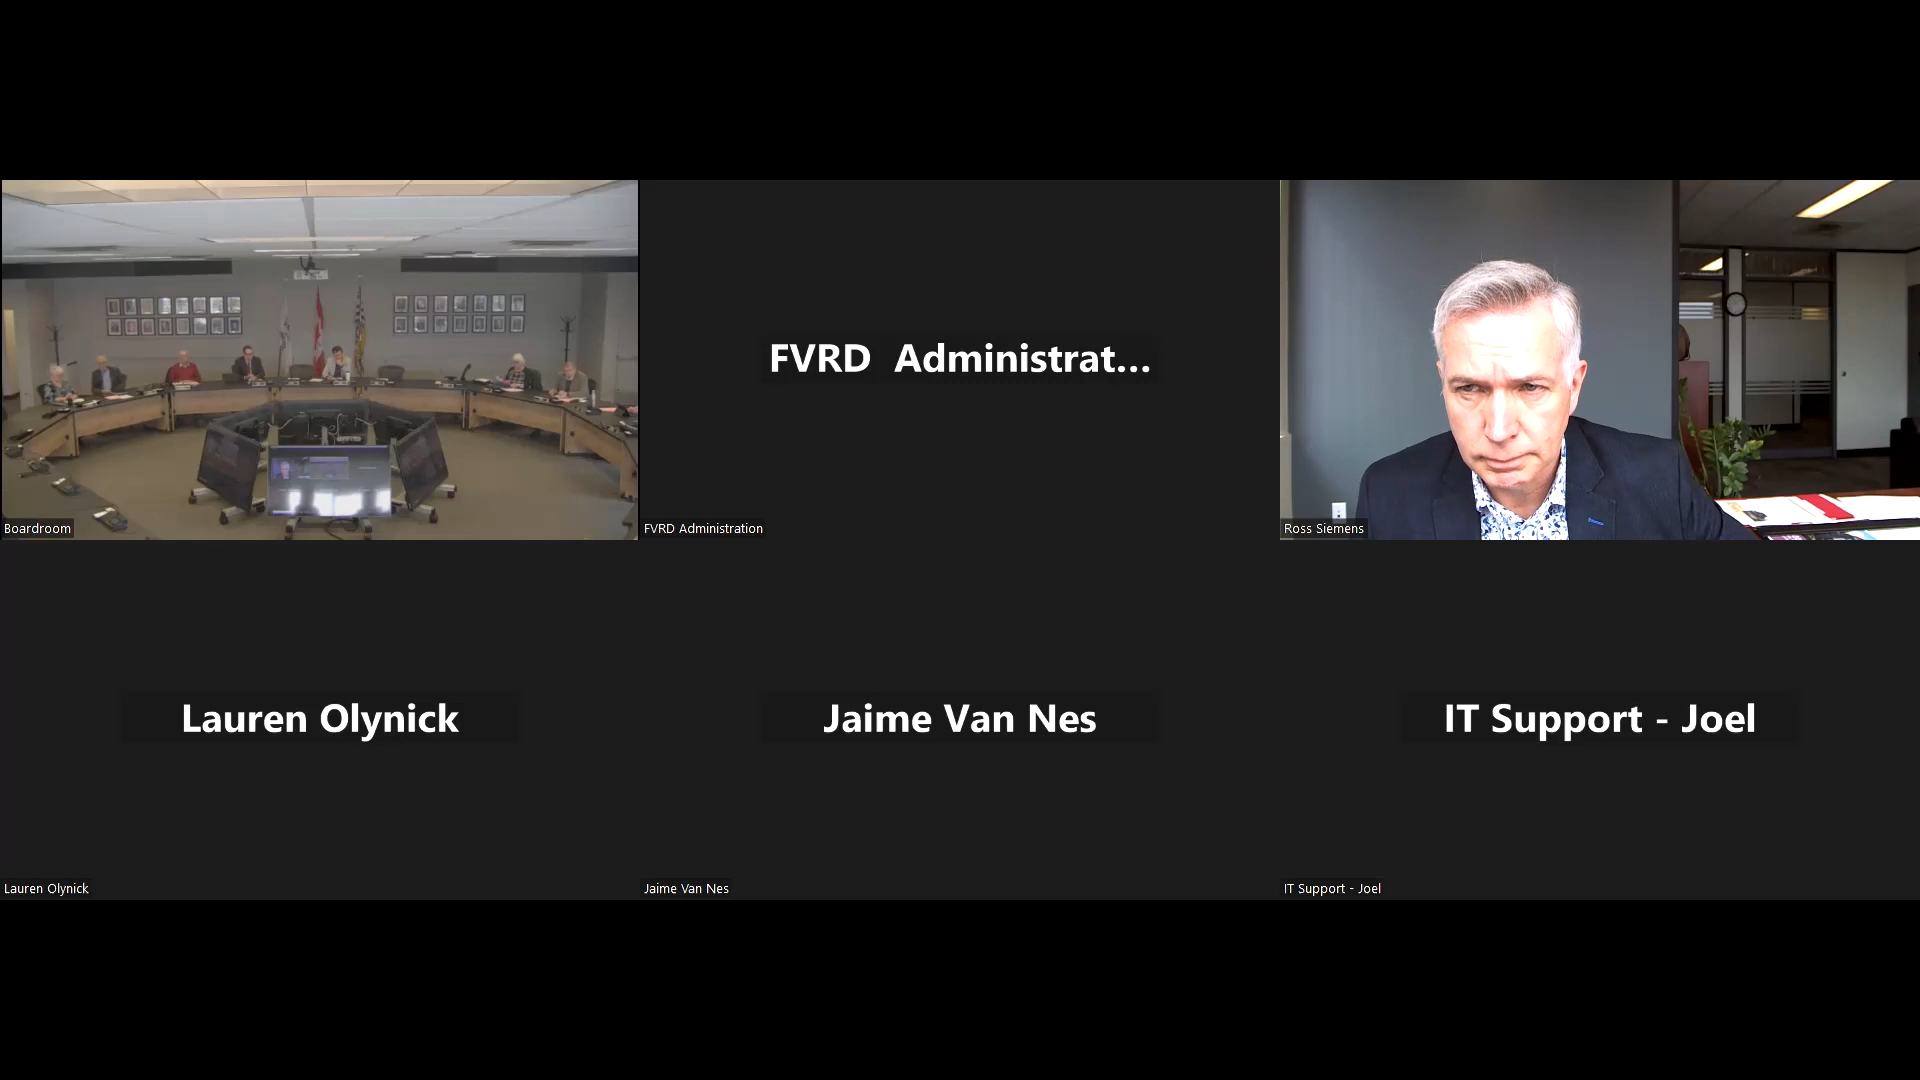 FVRD Administrat...
Boardroom
FVRD Administration
Ross Siemens
Lauren Olynick
Jaime Van Nes
IT Support - Joel
Lauren Olynick
Jaime Van Nes
IT Support - Joel